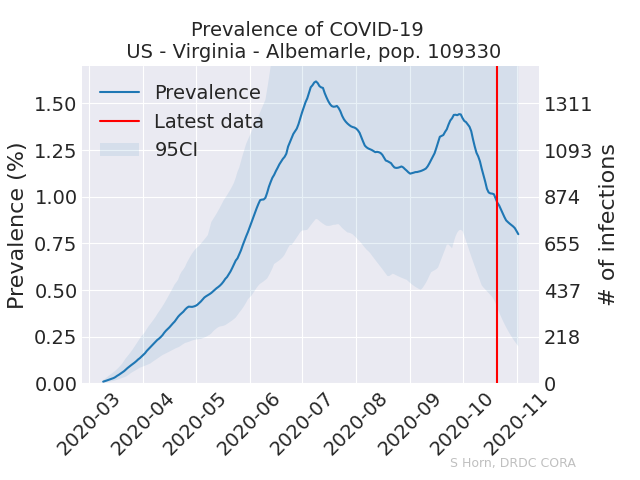 Prevalence of COVID-19
US - Virginia - Albemarle, pop. 109330
Prevalence
Latest data
95CI
Prevalence (%)
1.50
1.25
1.00
0.75
0.50
0.25
0.00
1311
1093
874
655
437
218
0
# of infections
2020-03
2020-04
2020-05
2020-06
2020-07
2020-08
2020-09
2020-10
2020-11
S Horn, DRDC CORA